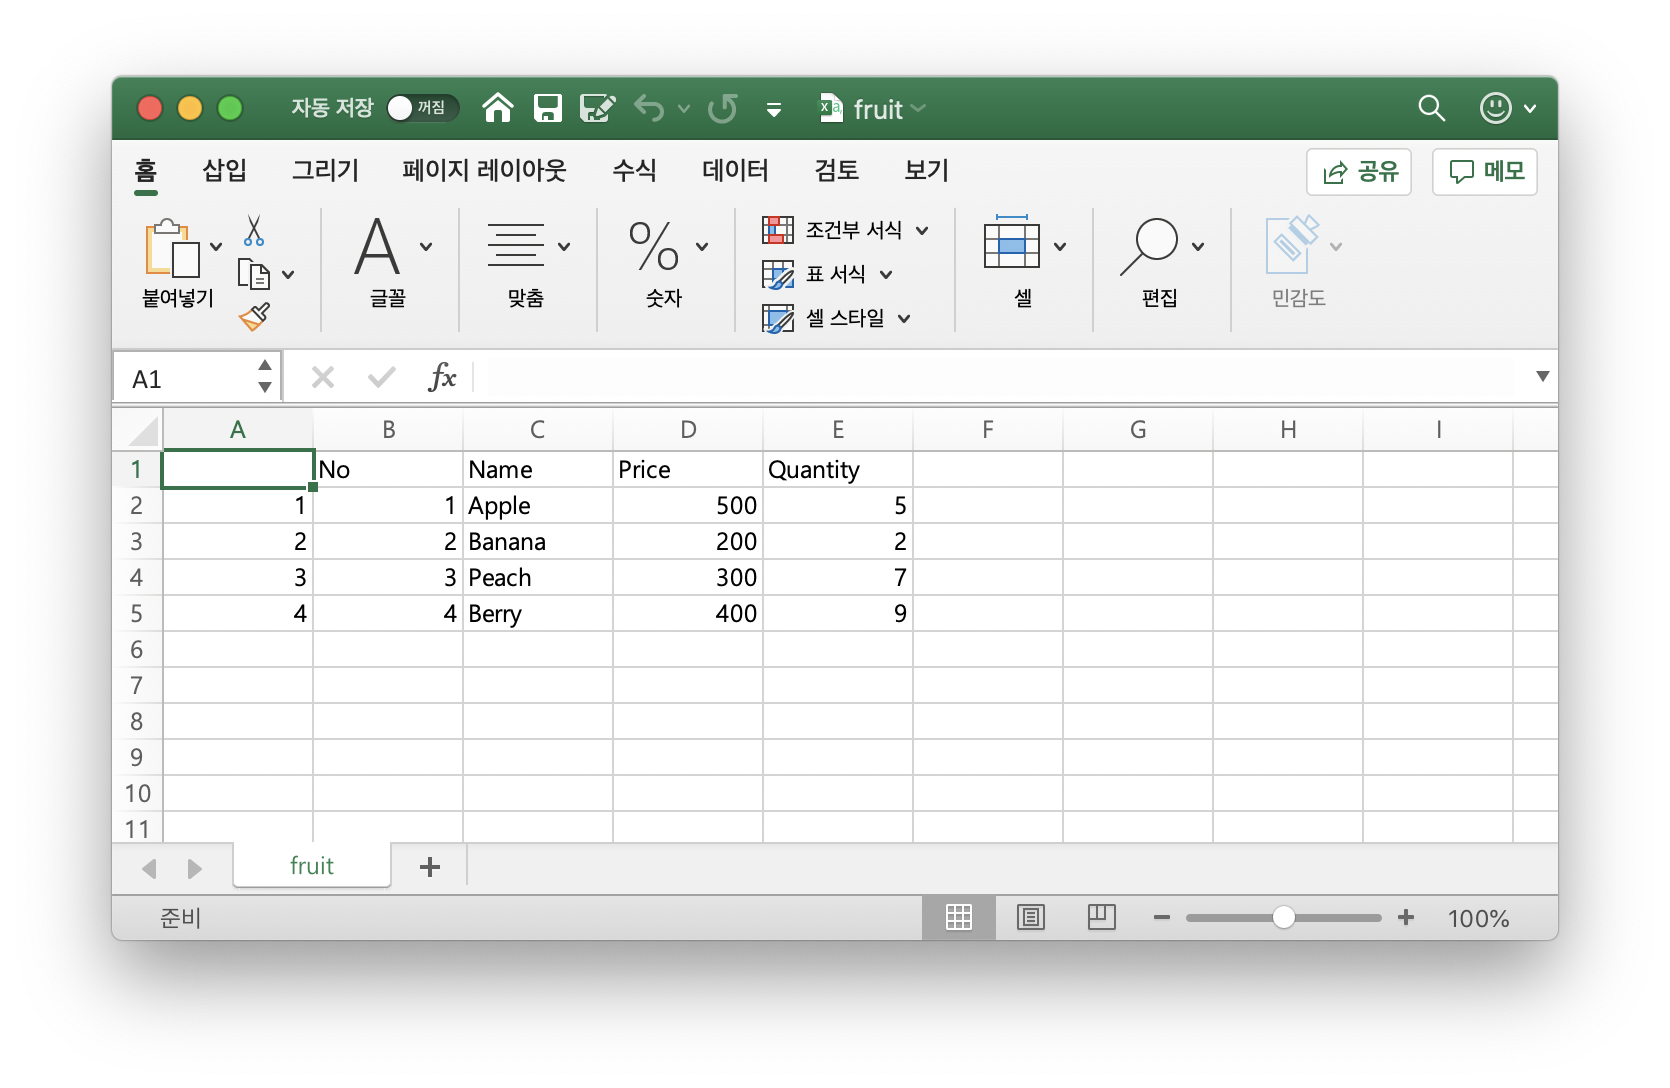 자동 저장 꺼짐 fruit
홈 삽입 그리기 페이지 레이아웃 수식 데이터 검토 보기 공유 메모
붙여넣기 글꼴 맞춤 숫자 조건부 서식 표 서식 셀 스타일 셀 편집 민감도
A1 fx
A B C D E F G H I
1 No Name Price Quantity
2 1 1 Apple 500 5
3 2 2 Banana 200 2
4 3 3 Peach 300 7
5 4 4 Berry 400 9
6
7
8
9
10
11
fruit
준비 100%